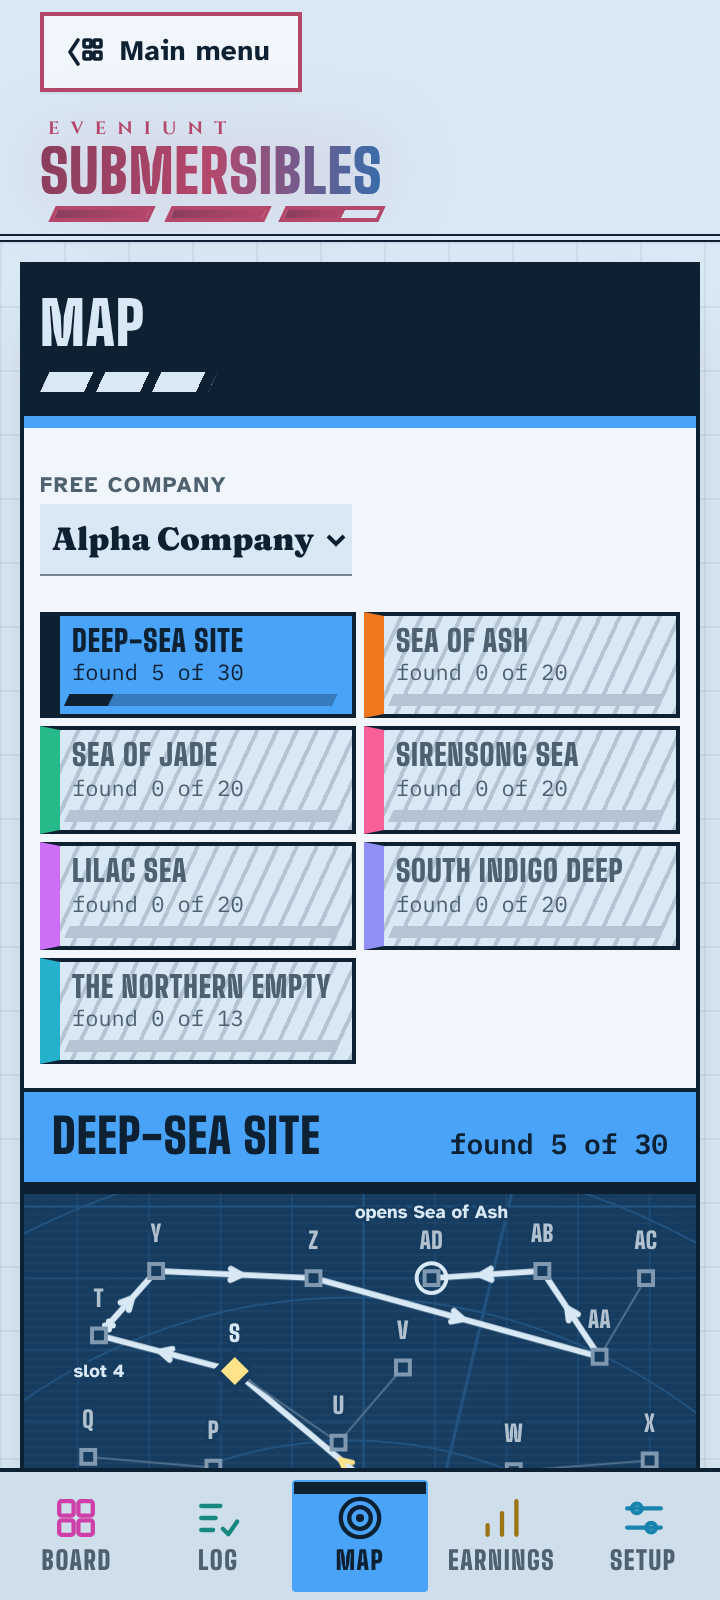 Main menu
EVENIUNT
SUBMERSIBLES
MAP
FREE COMPANY
Alpha Company
DEEP-SEA SITE
found 5 of 30
SEA OF ASH
found 0 of 20
SEA OF JADE
found 0 of 20
SIRENSONG SEA
found 0 of 20
LILAC SEA
found 0 of 20
SOUTH INDIGO DEEP
found 0 of 20
THE NORTHERN EMPTY
found 0 of 13
DEEP-SEA SITE found 5 of 30
opens Sea of Ash
Y Z AD AB AC
T S V AA
slot 4
Q P U W X
BOARD LOG MAP EARNINGS SETUP